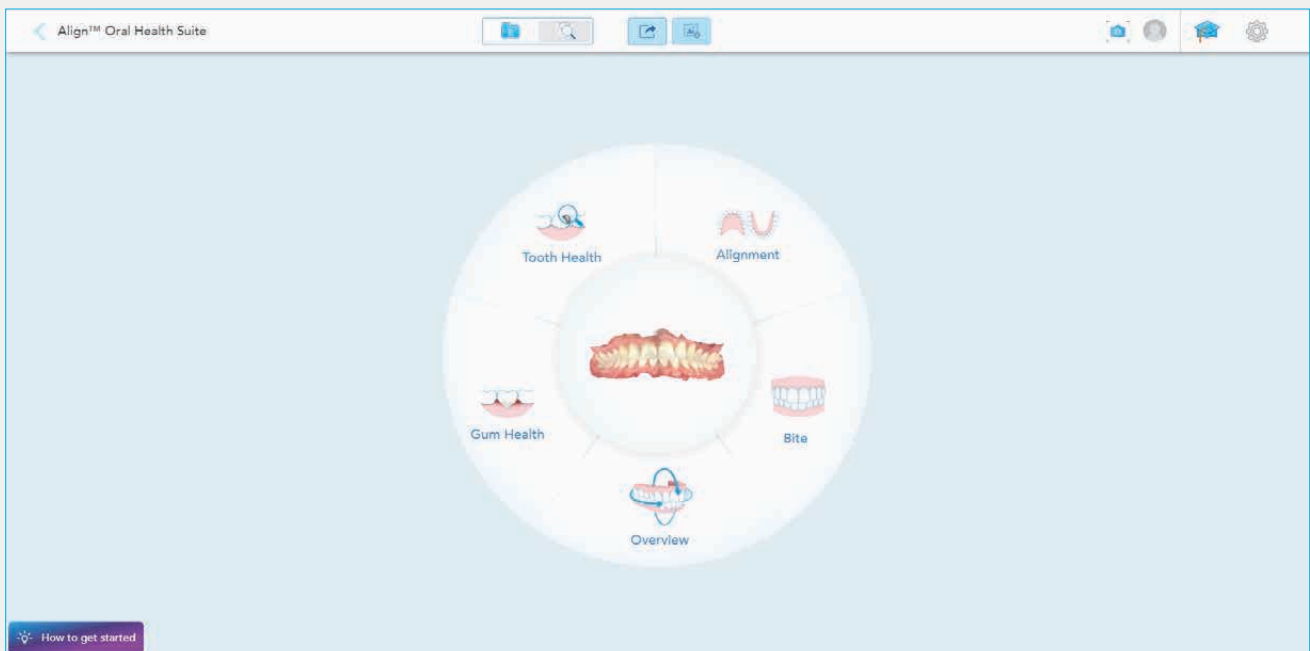 Align™ Oral Health Suite
Tooth Health
Alignment
Gum Health
Bite
Overview
How to get started